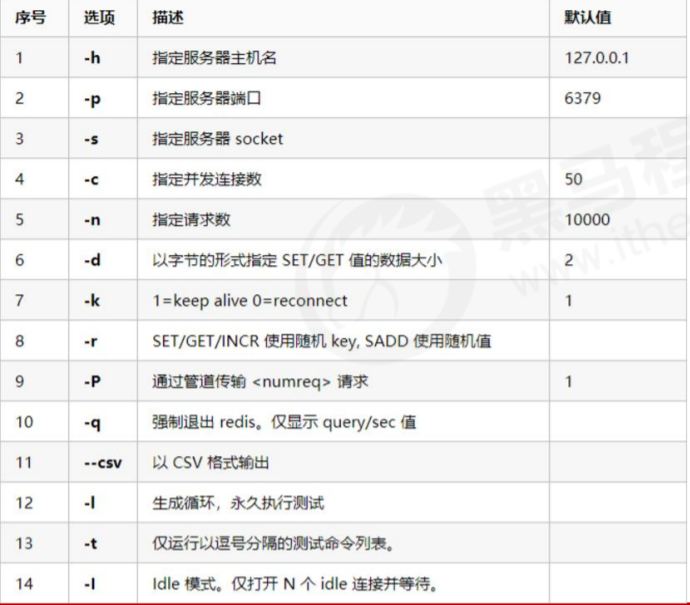 序号 选项 描述 默认值
1 -h 指定服务器主机名 127.0.0.1
2 -p 指定服务器端口 6379
3 -s 指定服务器 socket
4 -c 指定并发连接数 50
5 -n 指定请求数 10000
6 -d 以字节的形式指定 SET/GET 值的数据大小 2
7 -k 1=keep alive 0=reconnect 1
8 -r SET/GET/INCR 使用随机 key, SADD 使用随机值
9 -P 通过管道传输 <numreq> 请求 1
10 -q 强制退出 redis。仅显示 query/sec 值
11 --csv 以 CSV 格式输出
12 -l 生成循环，永久执行测试
13 -t 仅运行以逗号分隔的测试命令列表。
14 -I Idle 模式。仅打开 N 个 idle 连接并等待。
黑马程
www.ithe